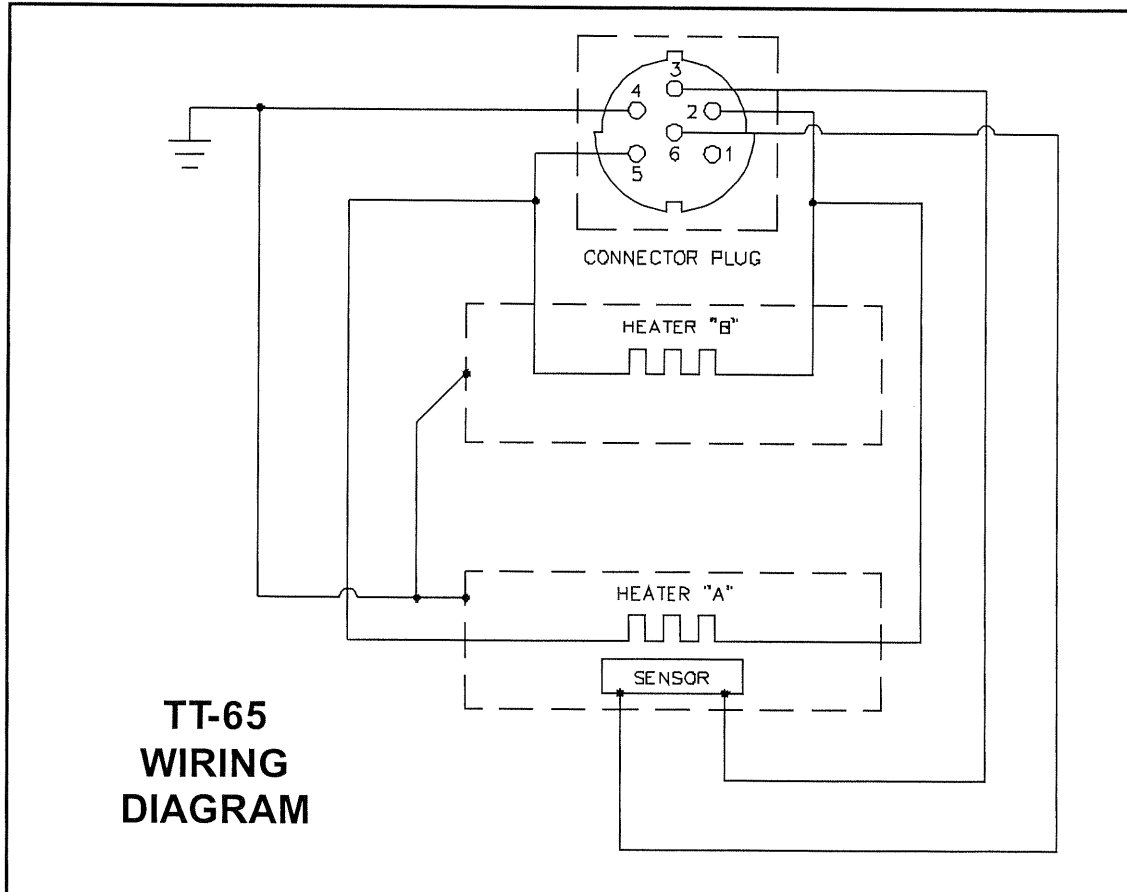 3
4
2
6
1
5
CONNECTOR PLUG
HEATER "B"
HEATER "A"
SENSOR
TT-65
WIRING
DIAGRAM